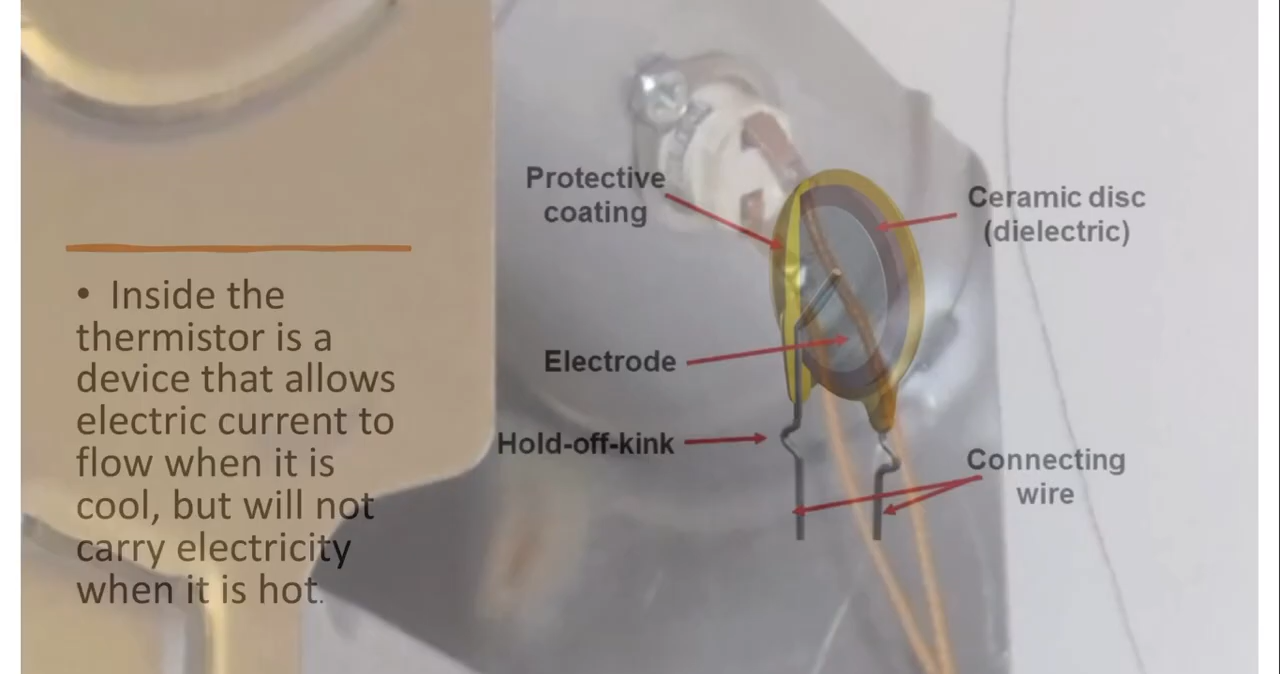 • Inside the
thermistor is a
device that allows
electric current to
flow when it is
cool, but will not
carry electricity
when it is hot.
Protective
coating
Ceramic disc
(dielectric)
Electrode
Hold-off-kink
Connecting
wire